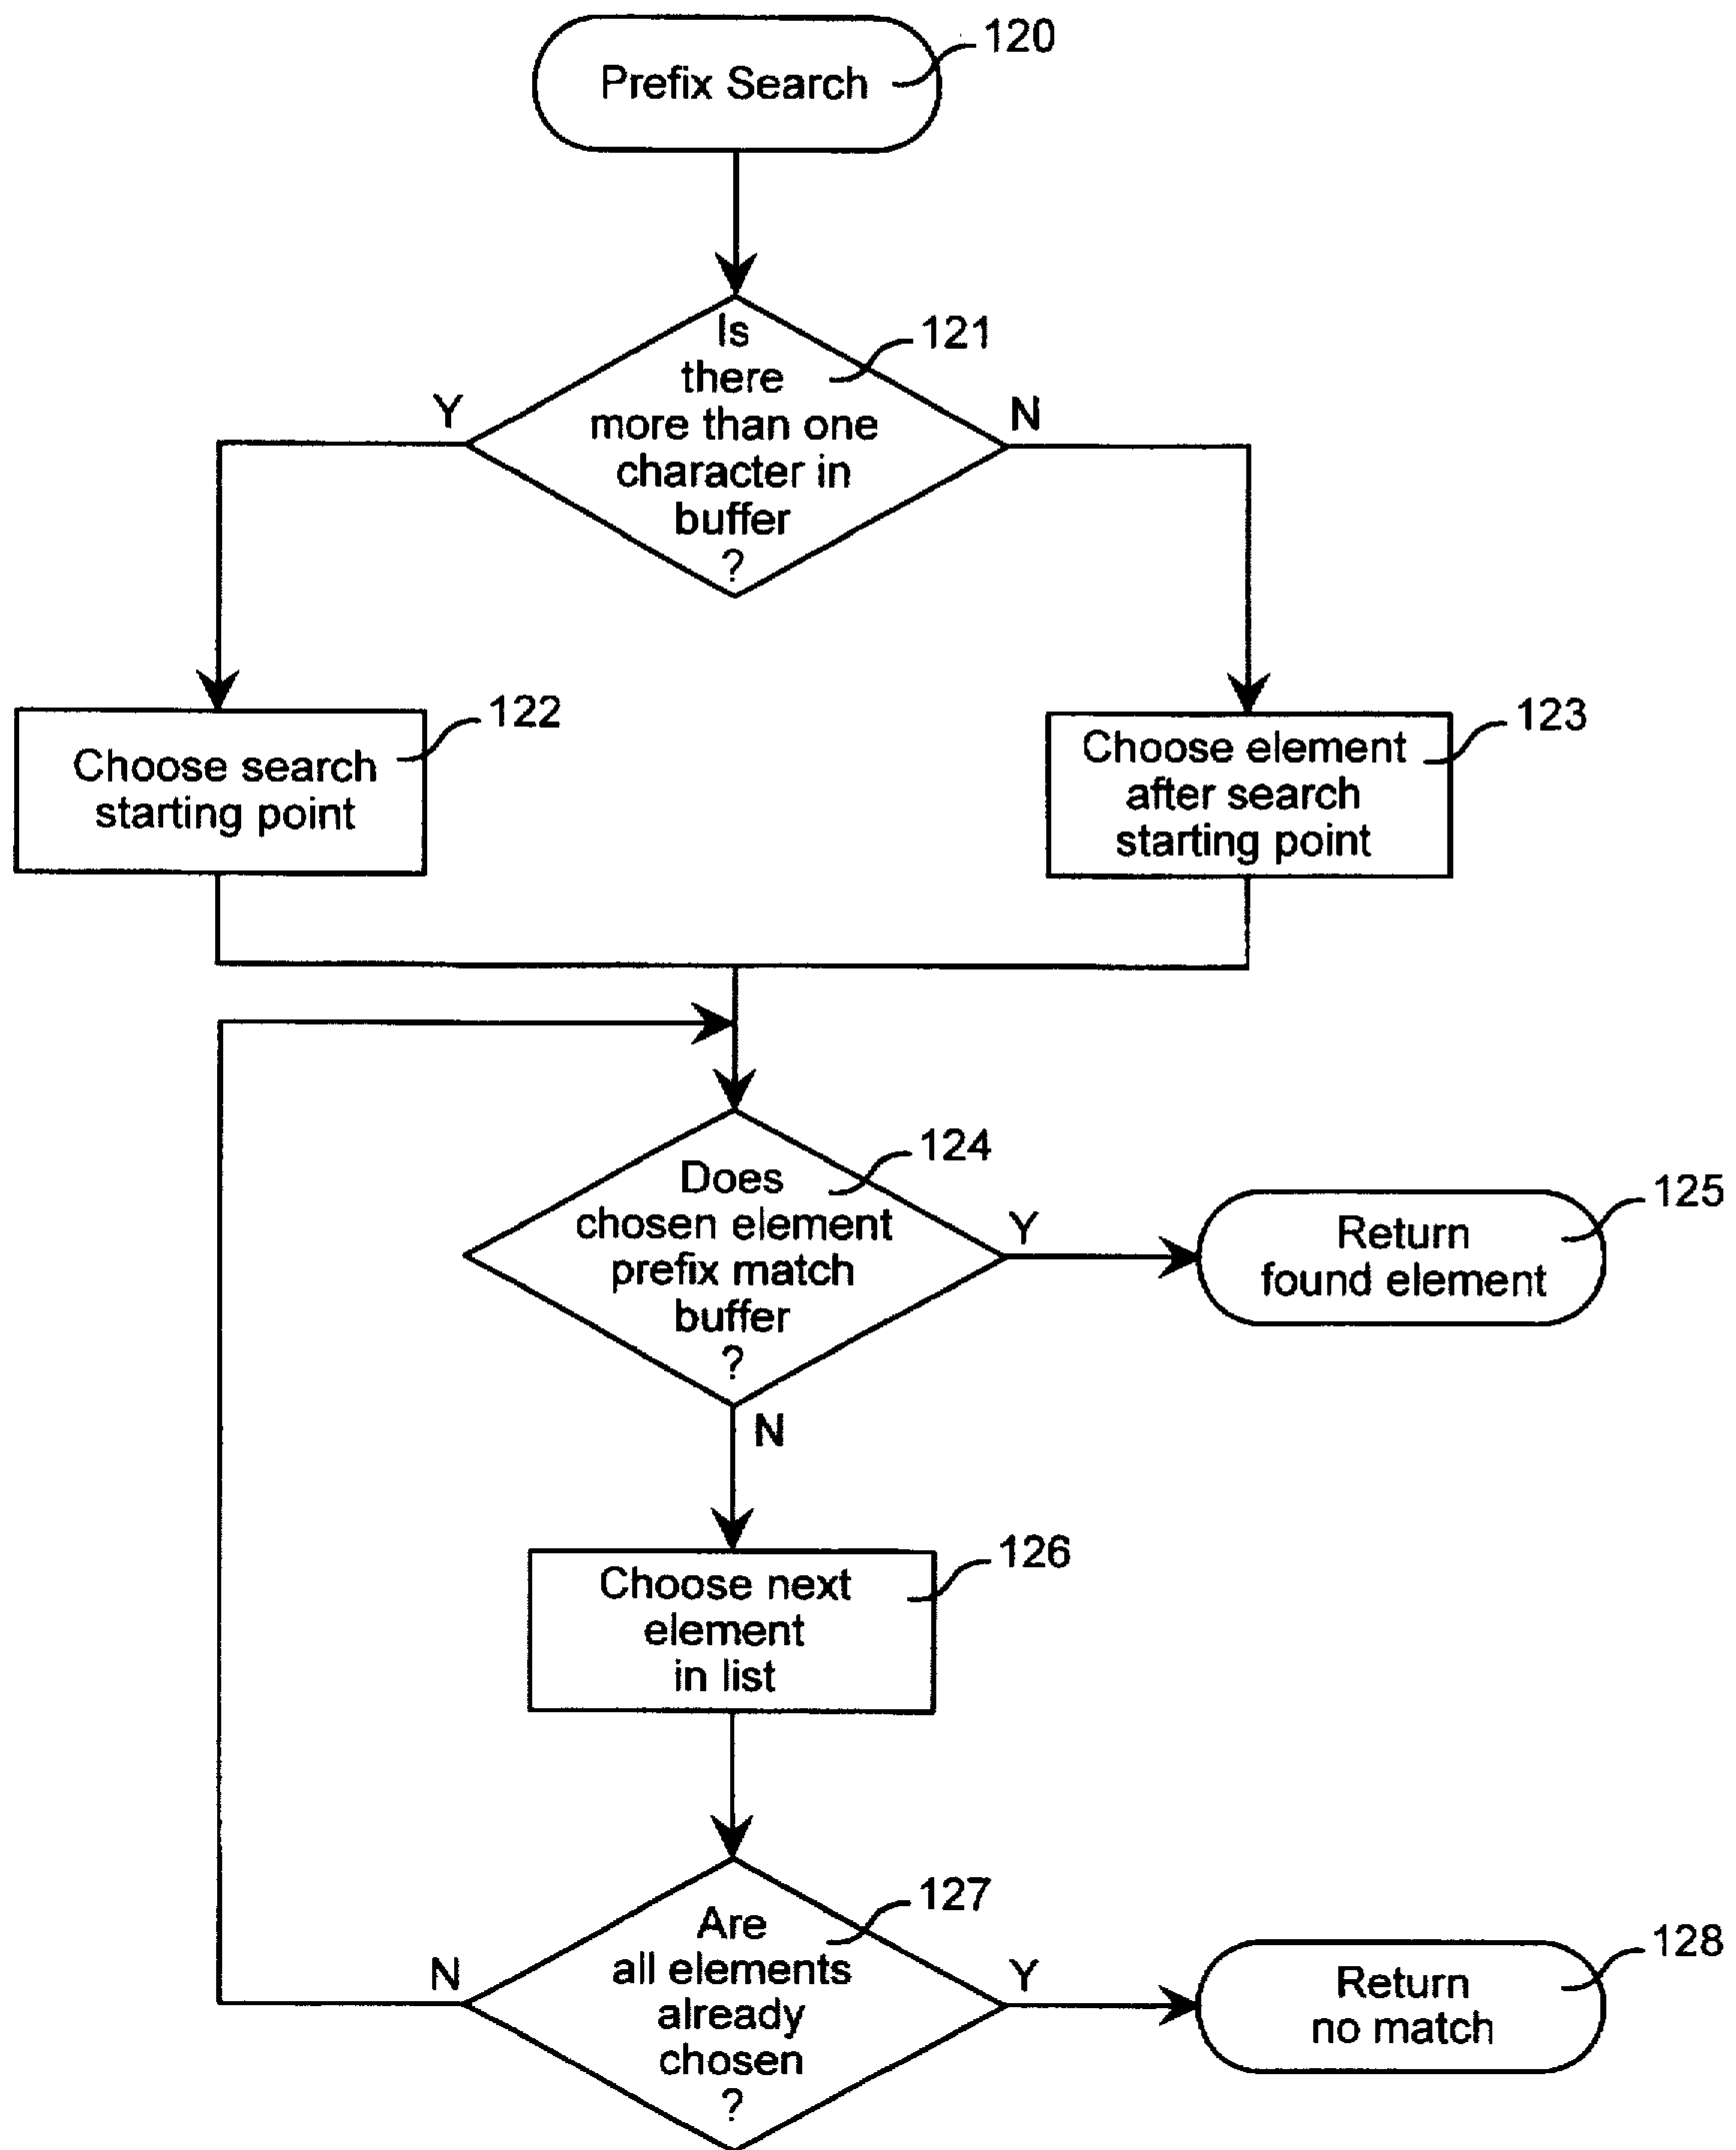 120
Prefix Search
121
Is
there
more than one
character in
buffer
?
Y
N
122
Choose search
starting point
123
Choose element
after search
starting point
124
Does
chosen element
prefix match
buffer
?
Y
N
125
Return
found element
126
Choose next
element
in list
127
Are
all elements
already
chosen
?
N
Y
128
Return
no match